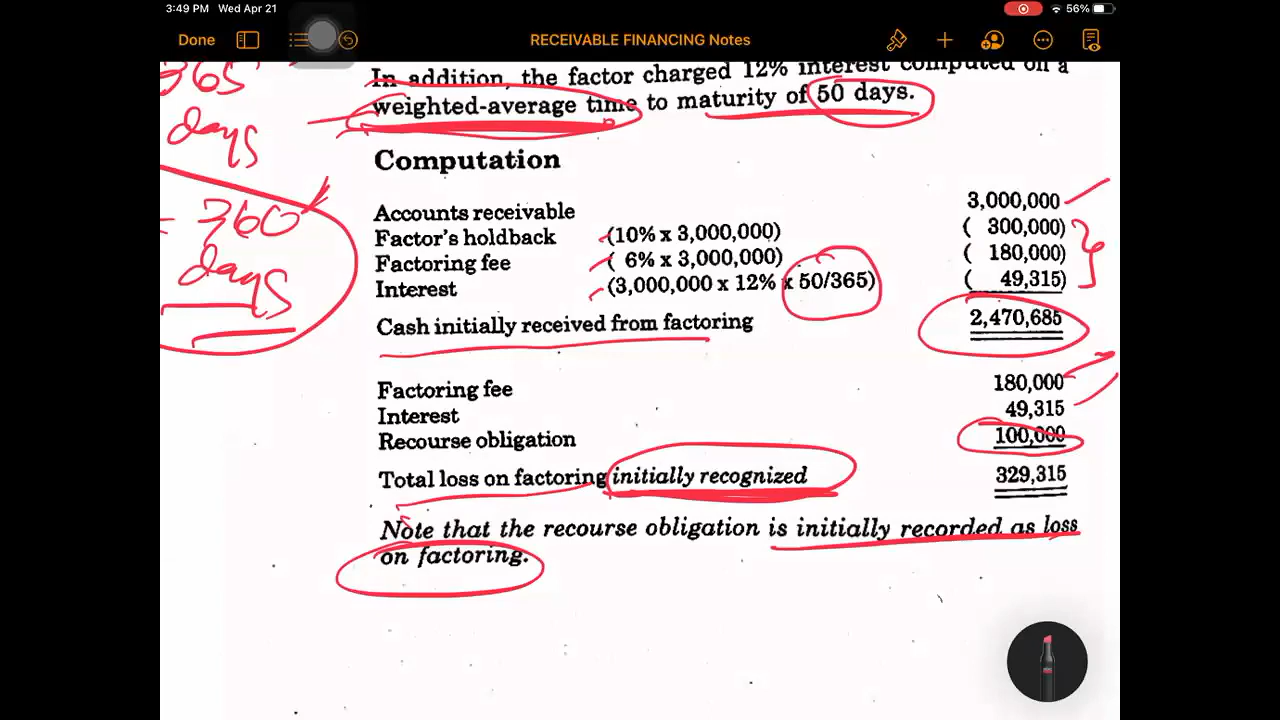 3:49 PM Wed Apr 21
56%
Done
RECEIVABLE FINANCING Notes
365
days
= 360
days
In addition, the factor charged 12% interest computed on a
weighted-average time to maturity of 50 days.
Computation
Accounts receivable 3,000,000
Factor's holdback (10% x 3,000,000) ( 300,000)
Factoring fee ( 6% x 3,000,000) ( 180,000)
Interest (3,000,000 x 12% x 50/365) ( 49,315)
Cash initially received from factoring 2,470,685
Factoring fee 180,000
Interest 49,315
Recourse obligation 100,000
Total loss on factoring initially recognized 329,315
Note that the recourse obligation is initially recorded as loss
on factoring.